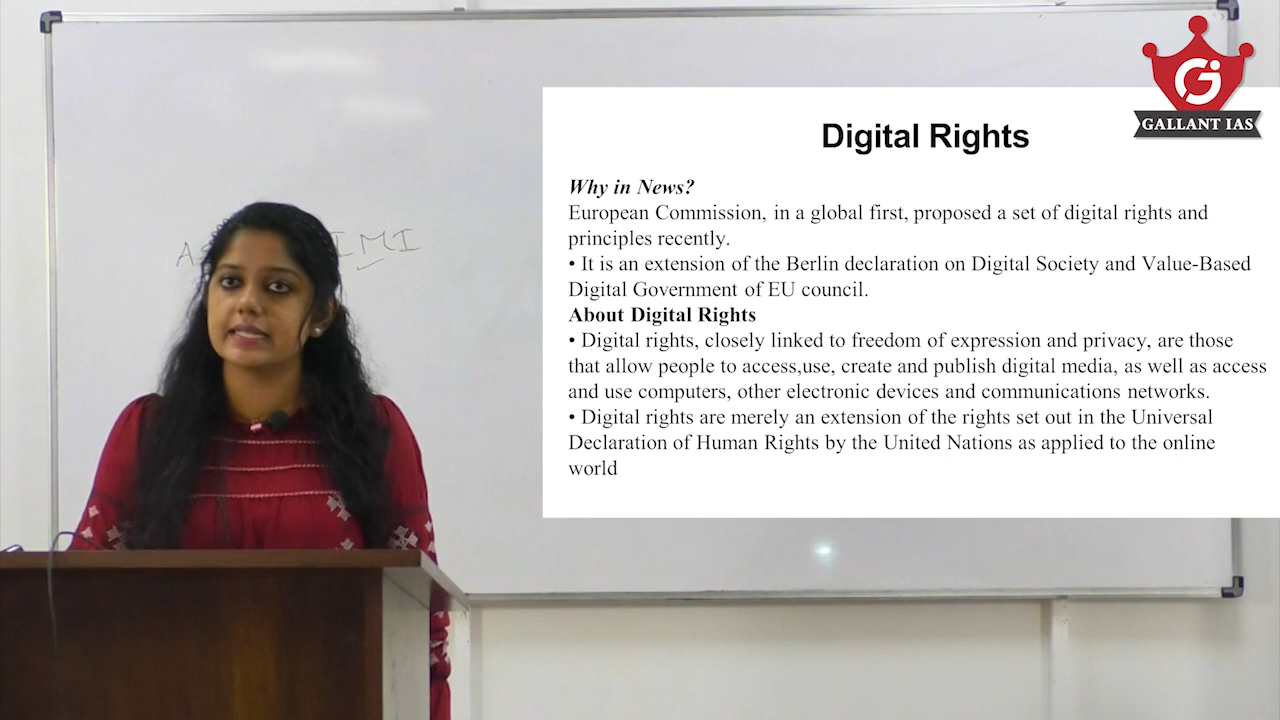 GALLANT IAS
Digital Rights
Why in News?
European Commission, in a global first, proposed a set of digital rights and
principles recently.
• It is an extension of the Berlin declaration on Digital Society and Value-Based
Digital Government of EU council.
About Digital Rights
• Digital rights, closely linked to freedom of expression and privacy, are those
that allow people to access,use, create and publish digital media, as well as access
and use computers, other electronic devices and communications networks.
• Digital rights are merely an extension of the rights set out in the Universal
Declaration of Human Rights by the United Nations as applied to the online
world